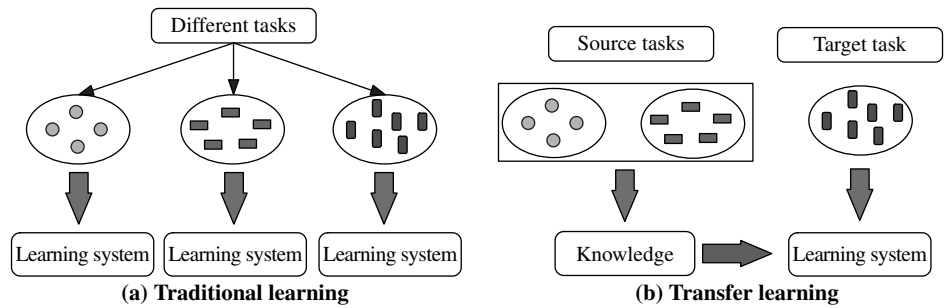 Different tasks
Learning system
Learning system
Learning system
(a) Traditional learning
Source tasks
Target task
Knowledge
Learning system
(b) Transfer learning